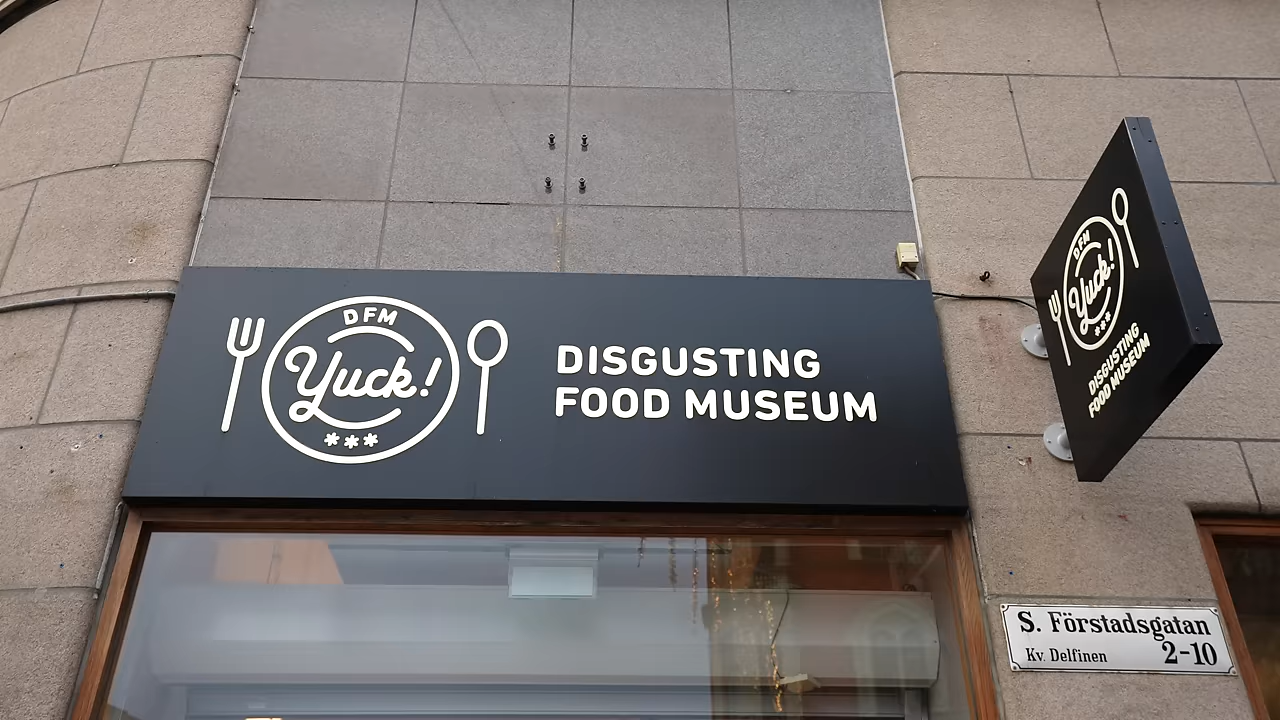 DFM
Yuck!
***
DISGUSTING
FOOD MUSEUM
DFM
Yuck!
***
DISGUSTING
FOOD MUSEUM
S. Förstadsgatan
Kv. Delfinen 2-10